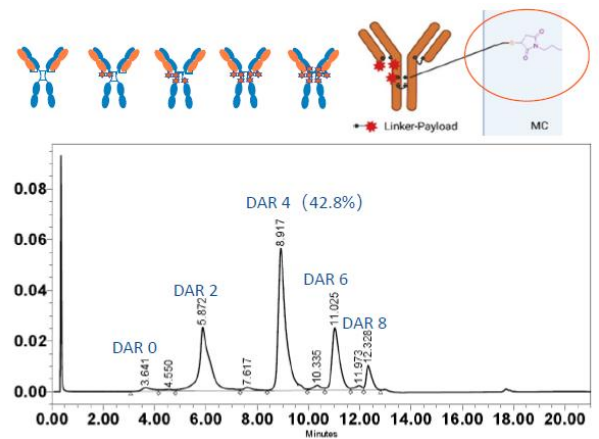 Linker-Payload
MC
O
N
O
S
DAR 4（42.8%）
8.917
DAR 2
5.872
DAR 6
11.025
DAR 8
12.328
DAR 0
3.641
4.550
7.617
10.335
11.973
0.08
0.06
0.04
0.02
0.00
0.00 2.00 4.00 6.00 8.00 10.00 12.00 14.00 16.00 18.00 20.00
Minutes